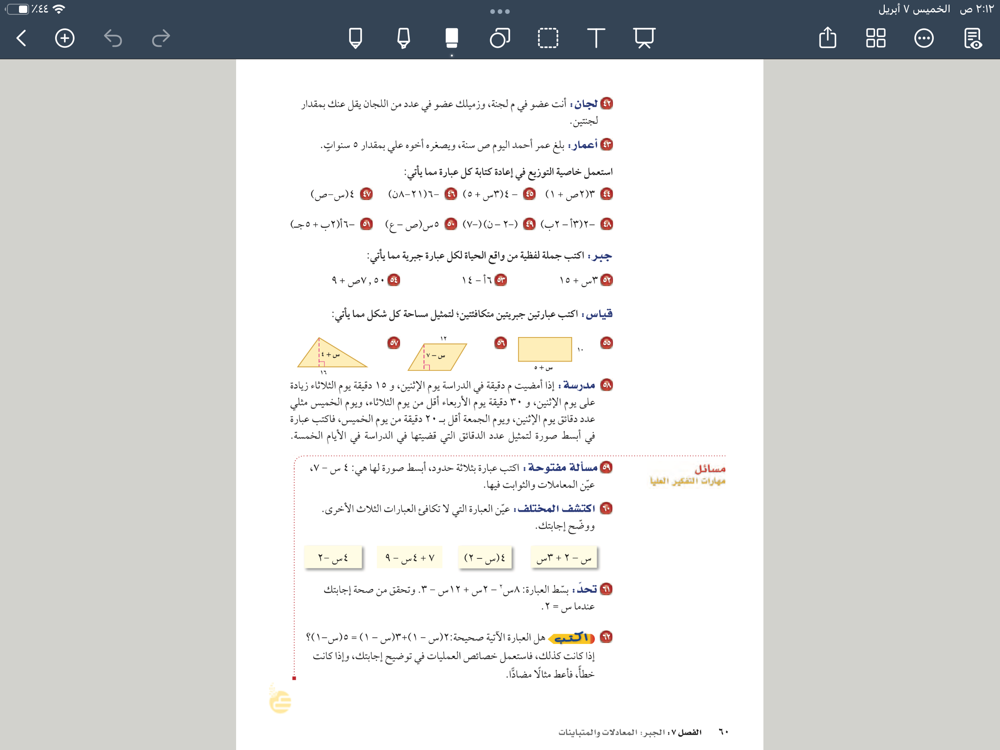 ٢:١٢ ص الخميس ٧ أبريل
٪٤٤
٤٢ لجان: أنت عضو في م لجنة، وزميلك عضو في عدد من اللجان يقل عنك بمقدار
لجنتين.
٤٣ أعمار: بلغ عمر أحمد اليوم ص سنة، ويصغره أخوه علي بمقدار ٥ سنواتٍ.
استعمل خاصية التوزيع في إعادة كتابة كل عبارة مما يأتي:
٤٤ ٣(٢ص + ١) ٤٥ – ٤(٣س + ٥) ٤٦ –٦(٢١–٨ن) ٤٧ ٤(س–ص)
٤٨ –٢(٣أ – ٢ب) ٤٩ (–٢ – ن)(–٧) ٥٠ ٥س(ص – ع) ٥١ –٦أ(٢ب + ٥جـ)
جبر: اكتب جملة لفظية من واقع الحياة لكل عبارة جبرية مما يأتي:
٥٢ ٣س + ١٥ ٥٣ ٦أ – ١٤ ٥٤ ٧,٥٠ص + ٩
قياس: اكتب عبارتين جبريتين متكافئتين؛ لتمثيل مساحة كل شكل مما يأتي:
٥٥ ١٠ س + ٥
٥٦ ١٢ س – ٧
٥٧ س + ٤ ١٦
٥٨ مدرسة: إذا أمضيت م دقيقة في الدراسة يوم الإثنين، و ١٥ دقيقة يوم الثلاثاء زيادة
على يوم الإثنين، و ٣٠ دقيقة يوم الأربعاء أقل من يوم الثلاثاء، ويوم الخميس مثلي
عدد دقائق يوم الإثنين، ويوم الجمعة أقل بـ ٢٠ دقيقة من يوم الخميس، فاكتب عبارة
في أبسط صورة لتمثيل عدد الدقائق التي قضيتها في الدراسة في الأيام الخمسة.
مسائل
مهارات التفكير العليا
٥٩ مسألة مفتوحة: اكتب عبارة بثلاثة حدود، أبسط صورة لها هي: ٤ س – ٧،
عيّن المعاملات والثوابت فيها.
٦٠ اكتشف المختلف: عيّن العبارة التي لا تكافئ العبارات الثلاث الأخرى.
ووضّح إجابتك.
س – ٢ + ٣س ٤(س – ٢) ٧ + ٤س – ٩ ٤س –٢
٦١ تحدّ: بسّط العبارة: ٨س٢ – ٢س + ١٢س – ٣. وتحقق من صحة إجابتك
عندما س = ٢.
٦٢ اكتب هل العبارة الآتية صحيحة:٢(س – ١)+٣(س – ١) = ٥(س–١)؟
إذا كانت كذلك، فاستعمل خصائص العمليات في توضيح إجابتك، وإذا كانت
خطأً، فأعط مثالًا مضادًّا.
٦٠ الفصل ٧: الجبر: المعادلات والمتباينات